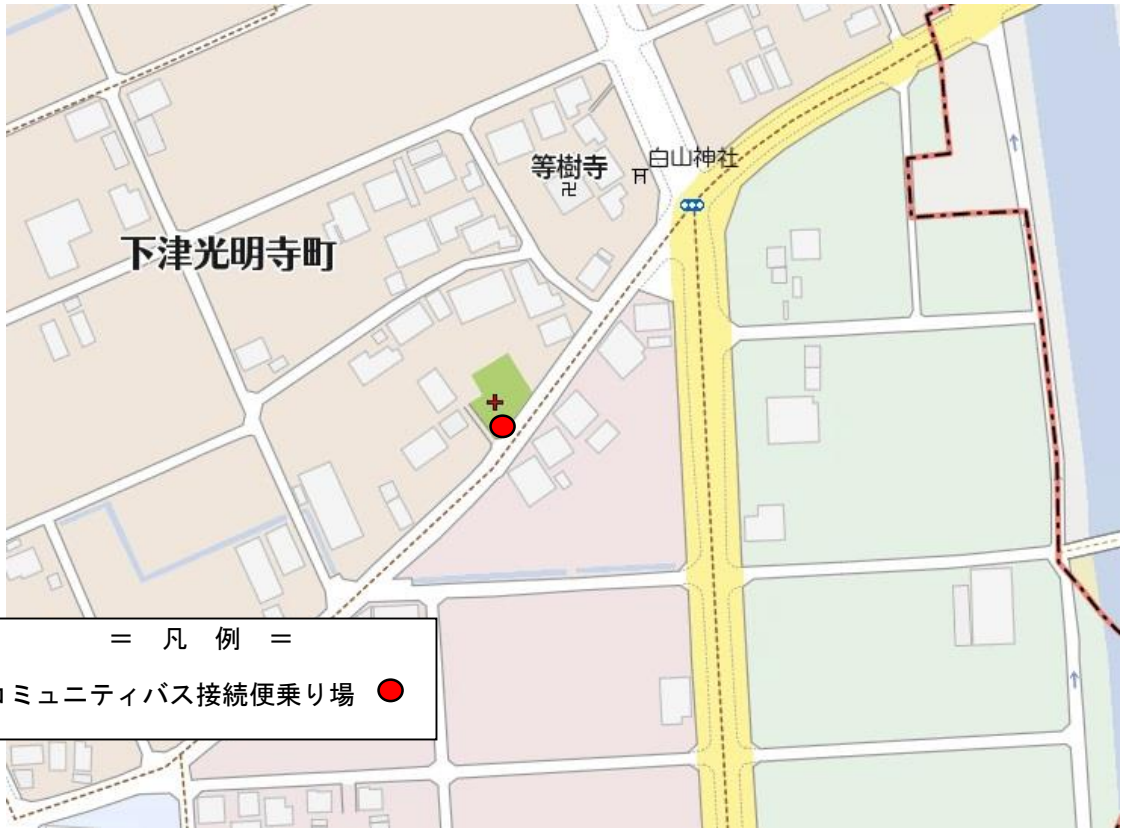 等樹寺
白山神社
下津光明寺町
＝ 凡 例 ＝
コミュニティバス接続便乗り場